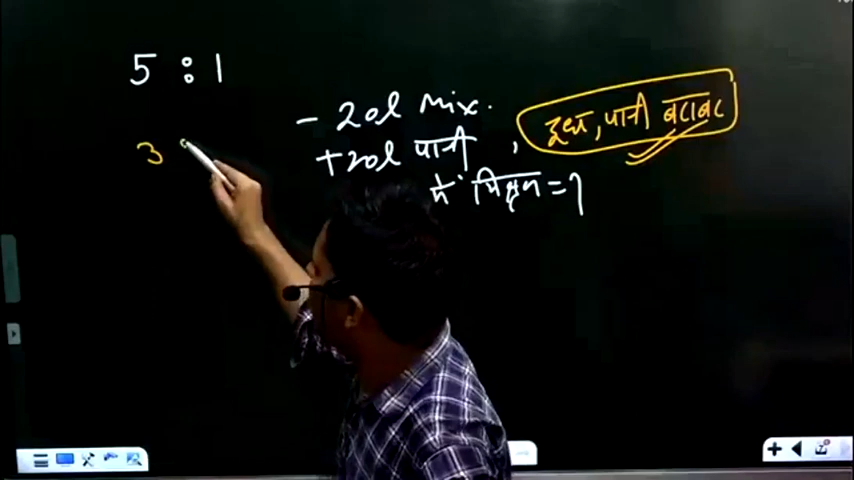 5 : 1
- 20l mix.
+20l पानी , दूध, पानी बराबर
में मिश्रण = ?
3 :